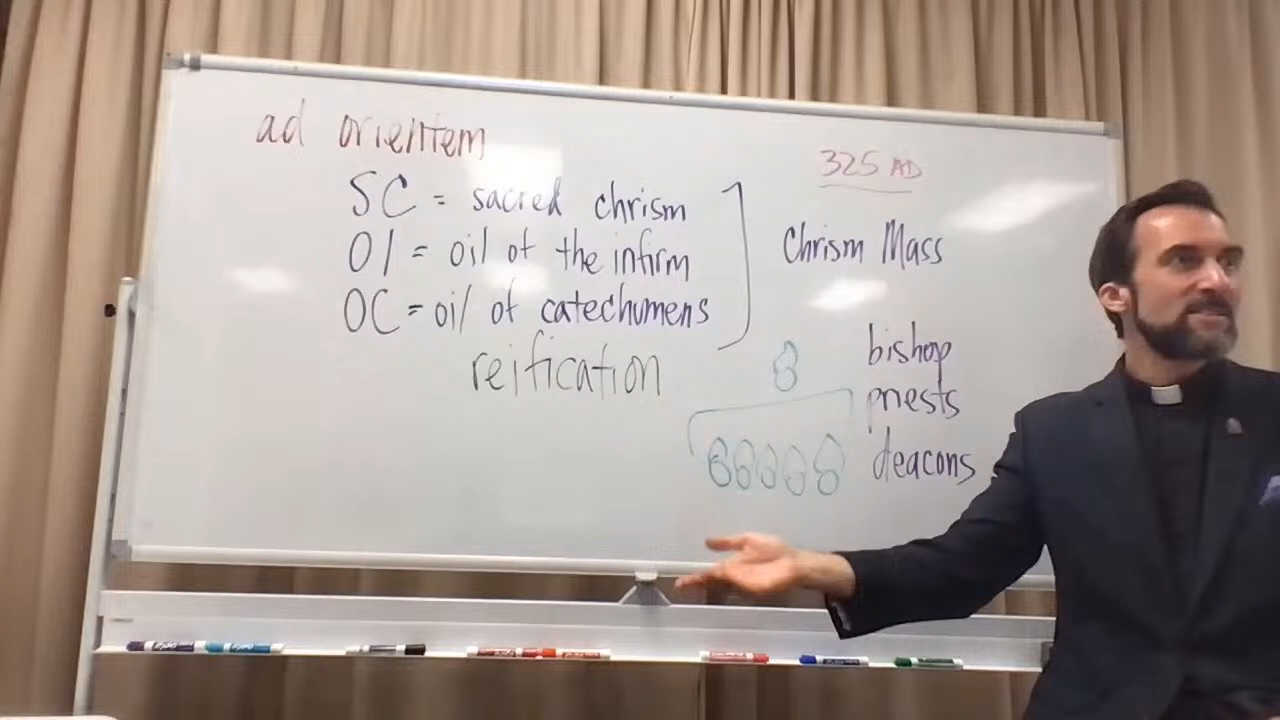 ad orientem
325 AD
SC = sacred chrism
OI = oil of the infirm
OC = oil of catechumens
Chrism Mass
reification
bishop
priests
deacons